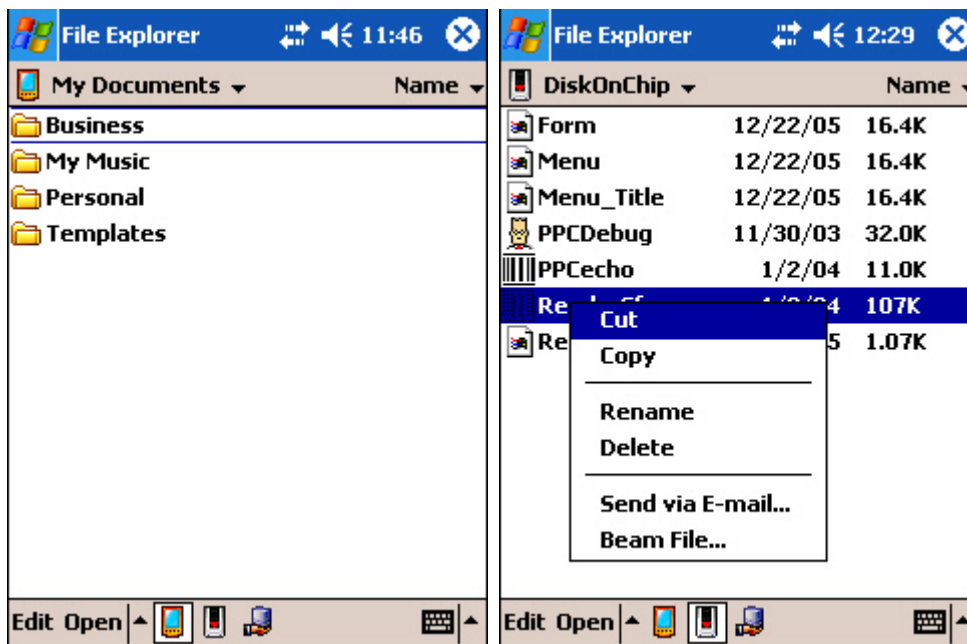 File Explorer 11:46
My Documents Name
Business
My Music
Personal
Templates
Edit Open
File Explorer 12:29
DiskOnChip Name
Form 12/22/05 16.4K
Menu 12/22/05 16.4K
Menu_Title 12/22/05 16.4K
PPCDebug 11/30/03 32.0K
PPCecho 1/2/04 11.0K
107K
1.07K
Cut
Copy
Rename
Delete
Send via E-mail...
Beam File...
Edit Open